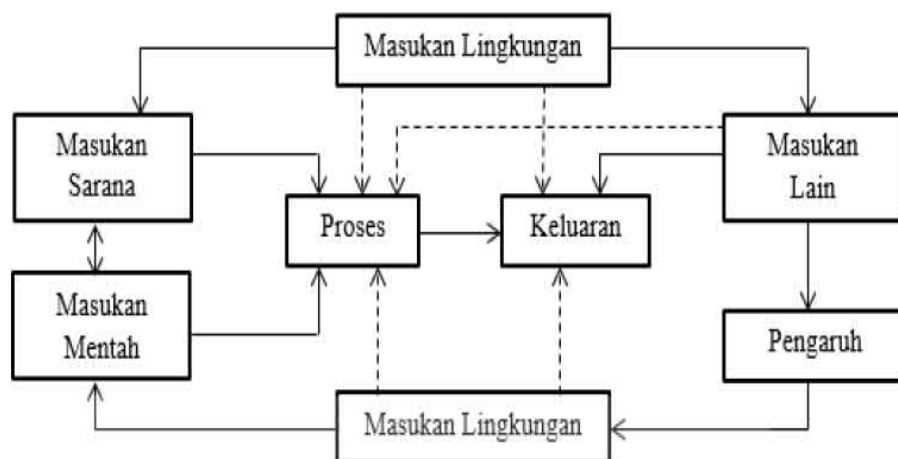 Masukan Lingkungan
Masukan
Sarana
Masukan
Lain
Proses
Keluaran
Masukan
Mentah
Pengaruh
Masukan Lingkungan